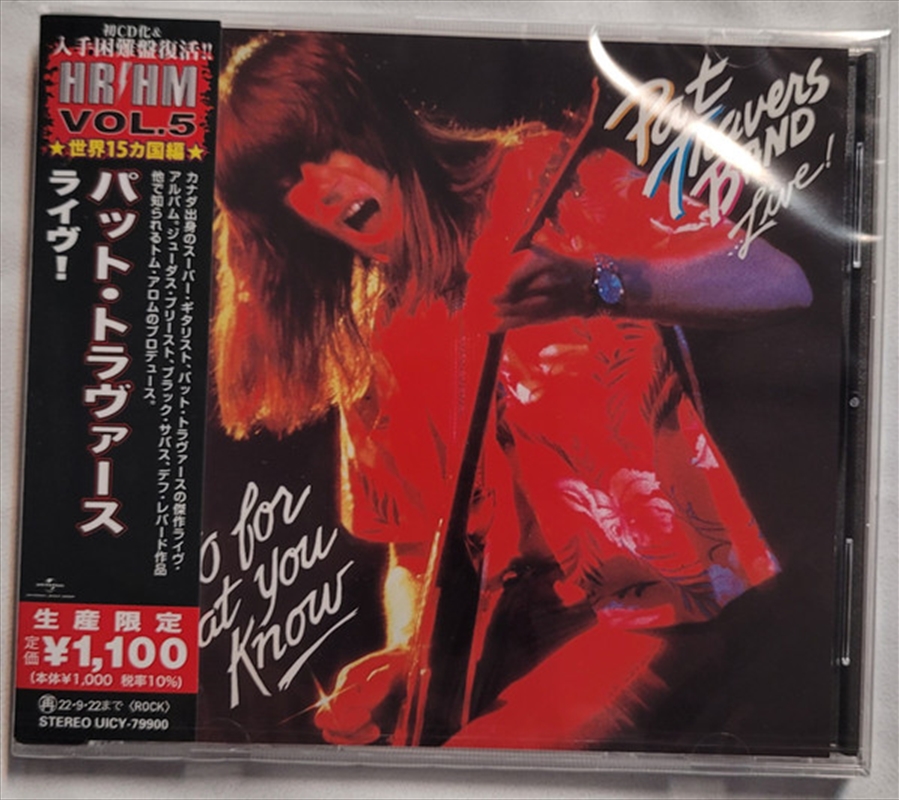 初CD化&
入手困難盤復活!!
HR/HM
VOL.5
★世界15カ国編★
カナダ出身のスーパー・ギタリスト、パット・トラヴァースの傑作ライヴ・
アルバム。ジューダス・プリースト、ブラック・サバス、デフ・レパード作品
他で知られるトム・アロムのプロデュース。
パット・トラヴァース
ライヴ!
生産限定
定価 ¥1,100
(本体¥1,000 税率10%)
再 22・9・22まで 〈ROCK〉
STEREO UICY-79900
Pat
Travers
BAND
Live!
o for
at you
Know